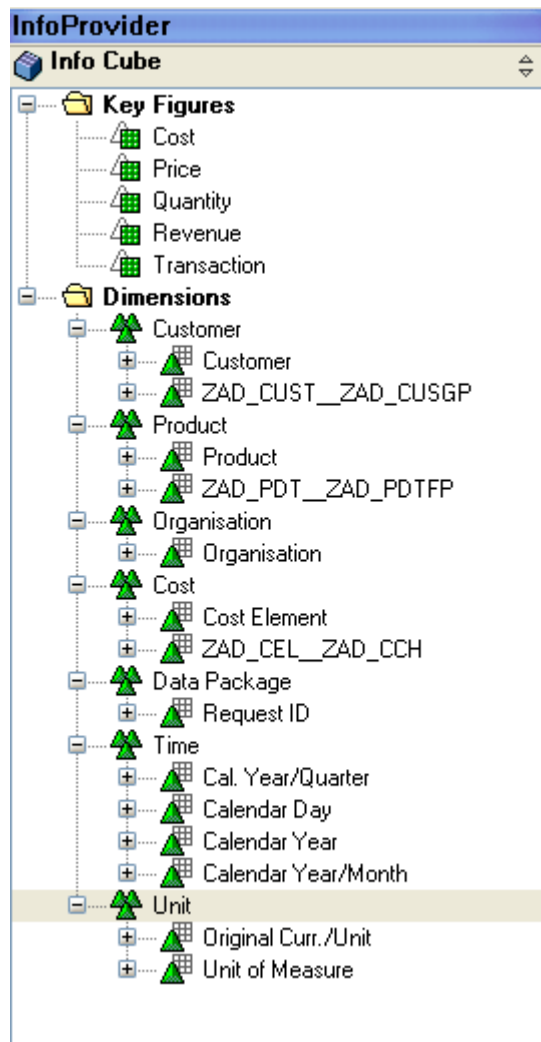 InfoProvider
Info Cube
Key Figures
Cost
Price
Quantity
Revenue
Transaction
Dimensions
Customer
Customer
ZAD_CUST__ZAD_CUSGP
Product
Product
ZAD_PDT__ZAD_PDTFP
Organisation
Organisation
Cost
Cost Element
ZAD_CEL__ZAD_CCH
Data Package
Request ID
Time
Cal. Year/Quarter
Calendar Day
Calendar Year
Calendar Year/Month
Unit
Original Curr./Unit
Unit of Measure